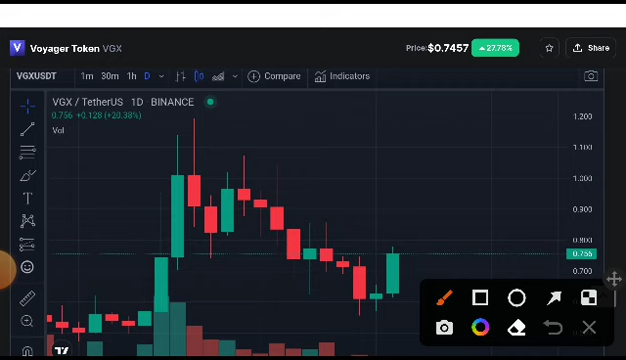 V Voyager Token VGX Price: $0.7457 27.78% Share
VGXUSDT 1m 30m 1h D Compare Indicators
VGX / TetherUS 1D BINANCE
0.756 +0.128 (+20.38%)
Vol
1.200
1.100
1.000
0.900
0.800
0.756
0.700
T